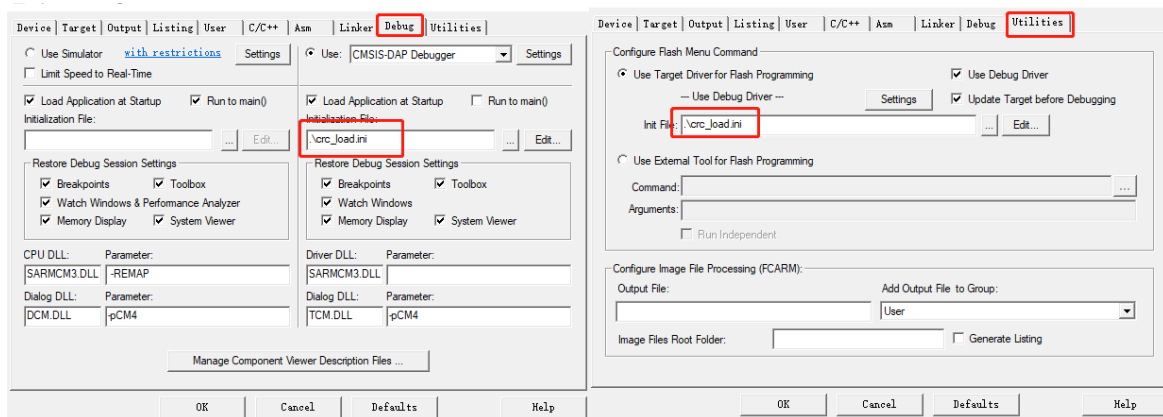 Device Target Output Listing User C/C++ Asm Linker Debug Utilities
Use Simulator with restrictions Settings
Limit Speed to Real-Time
Use: CMSIS-DAP Debugger Settings
Load Application at Startup Run to main()
Initialization File:
... Edit...
Load Application at Startup Run to main()
Initialization File:
.\crc_load.ini ... Edit...
Restore Debug Session Settings
Breakpoints Toolbox
Watch Windows & Performance Analyzer
Memory Display System Viewer
Restore Debug Session Settings
Breakpoints Toolbox
Watch Windows
Memory Display System Viewer
CPU DLL: Parameter:
SARMCM3.DLL -REMAP
Dialog DLL: Parameter:
DCM.DLL -pCM4
Driver DLL: Parameter:
SARMCM3.DLL
Dialog DLL: Parameter:
TCM.DLL -pCM4
Manage Component Viewer Description Files ...
OK Cancel Defaults Help
Device Target Output Listing User C/C++ Asm Linker Debug Utilities
Configure Flash Menu Command
Use Target Driver for Flash Programming Use Debug Driver
--- Use Debug Driver --- Settings Update Target before Debugging
Init File: .\crc_load.ini ... Edit...
Use External Tool for Flash Programming
Command: ...
Arguments:
Run Independent
Configure Image File Processing (FCARM):
Output File: Add Output File to Group:
User
Image Files Root Folder: Generate Listing
OK Cancel Defaults Help